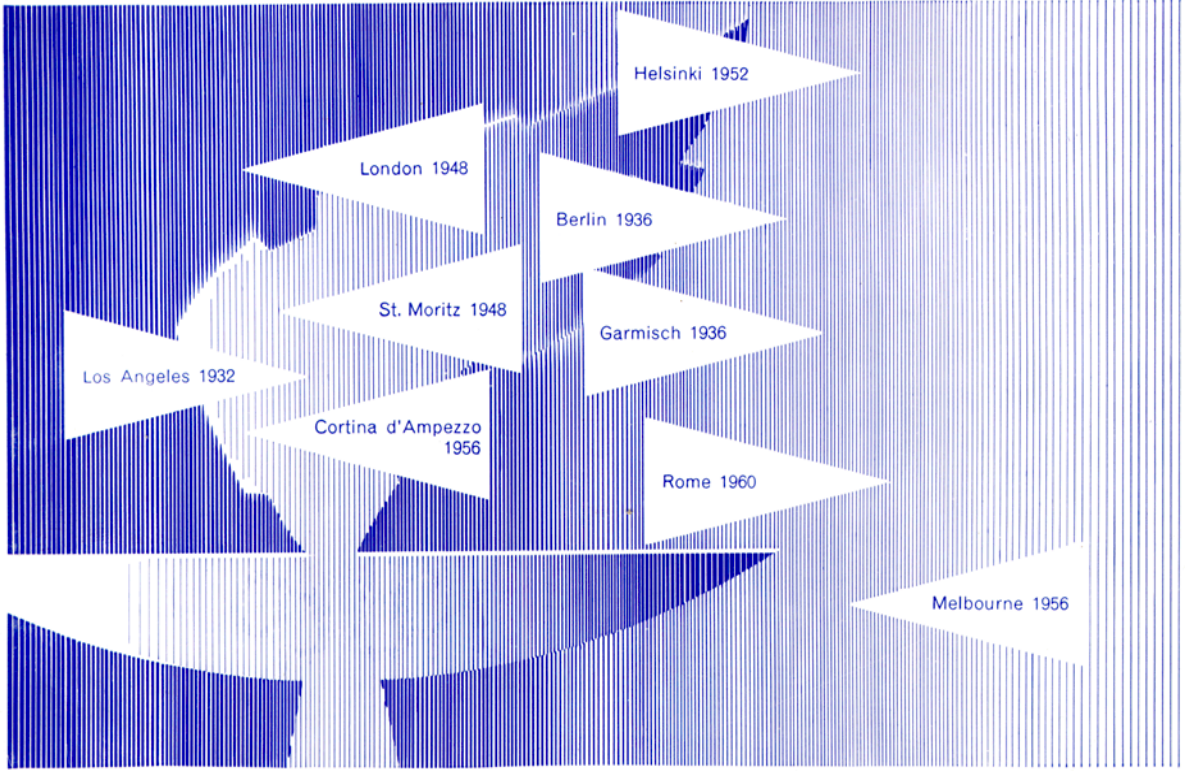 Helsinki 1952
London 1948
Berlin 1936
St. Moritz 1948
Garmisch 1936
Los Angeles 1932
Cortina d'Ampezzo
1956
Rome 1960
Melbourne 1956